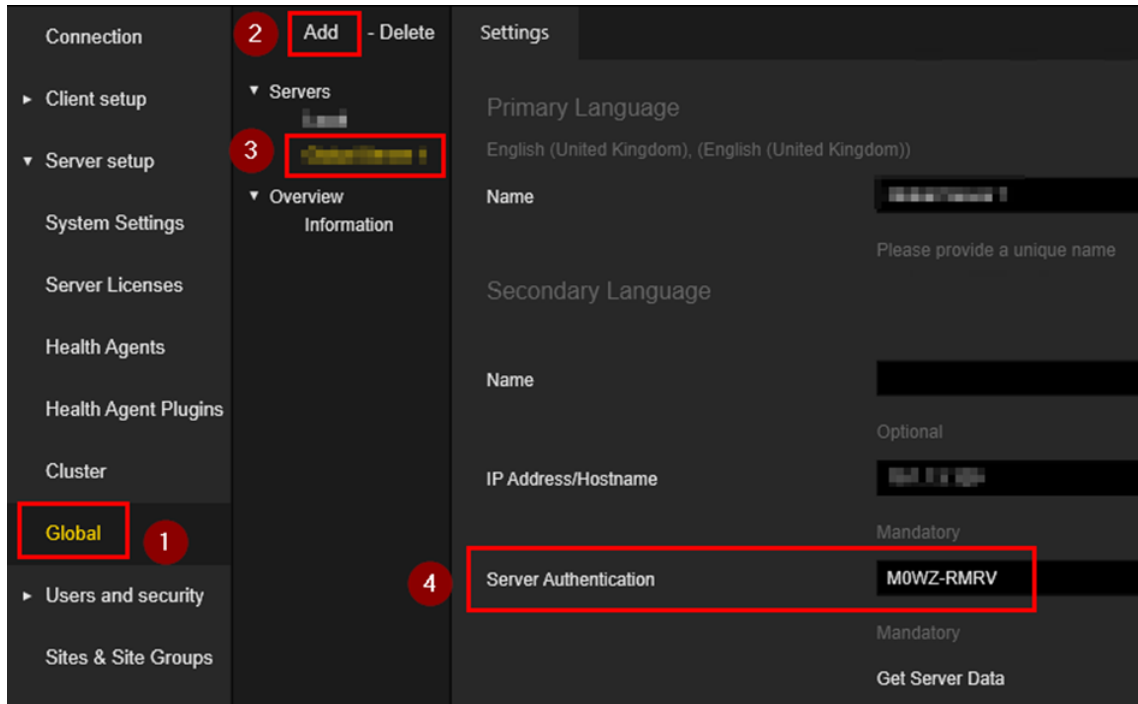 Connection
Client setup
Server setup
System Settings
Server Licenses
Health Agents
Health Agent Plugins
Cluster
Global
1
Users and security
Sites & Site Groups
2
Add - Delete
Servers
3
Overview
Information
Settings
Primary Language
English (United Kingdom), (English (United Kingdom))
Name
Please provide a unique name
Secondary Language
Name
Optional
IP Address/Hostname
Mandatory
4
Server Authentication M0WZ-RMRV
Mandatory
Get Server Data